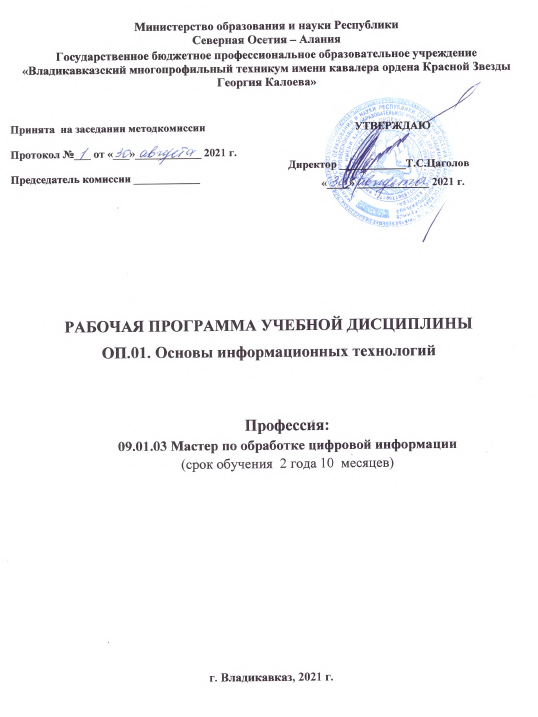 Министерство образования и науки Республики
Северная Осетия – Алания
Государственное бюджетное профессиональное образовательное учреждение
«Владикавказский многопрофильный техникум имени кавалера ордена Красной Звезды
Георгия Калоева»
Принята на заседании методкомиссии
УТВЕРЖДАЮ
Протокол № 1 от «30» августа 2021 г.
Директор Т.С.Цаголов
Председатель комиссии ______________
«30» августа 2021 г.
РАБОЧАЯ ПРОГРАММА УЧЕБНОЙ ДИСЦИПЛИНЫ
ОП.01. Основы информационных технологий
Профессия:
09.01.03 Мастер по обработке цифровой информации
(срок обучения 2 года 10 месяцев)
г. Владикавказ, 2021 г.